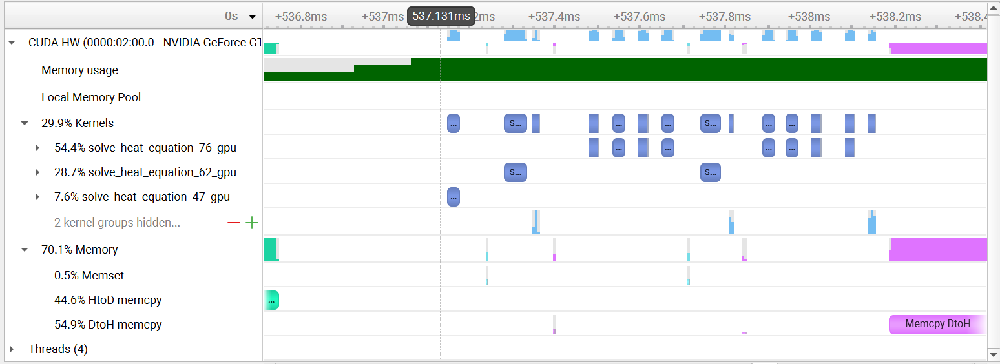 0s +536.8ms +537ms 537.131ms 2ms +537.4ms +537.6ms +537.8ms +538ms +538.2ms +538.4
CUDA HW (0000:02:00.0 - NVIDIA GeForce GT
Memory usage
Local Memory Pool
29.9% Kernels ... s... ... ... s... ... ...
54.4% solve_heat_equation_76_gpu ... ... ... ...
28.7% solve_heat_equation_62_gpu s... s...
7.6% solve_heat_equation_47_gpu ...
2 kernel groups hidden...
70.1% Memory
0.5% Memset
44.6% HtoD memcpy ...
54.9% DtoH memcpy Memcpy DtoH
Threads (4)